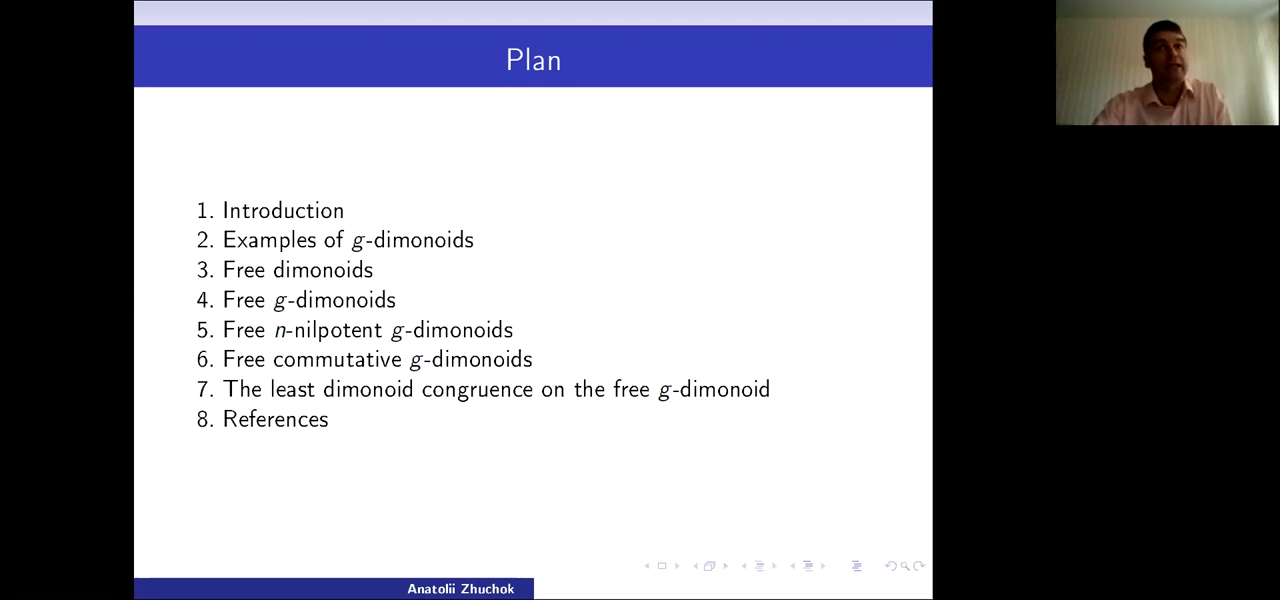 Plan
1. Introduction
2. Examples of g-dimonoids
3. Free dimonoids
4. Free g-dimonoids
5. Free n-nilpotent g-dimonoids
6. Free commutative g-dimonoids
7. The least dimonoid congruence on the free g-dimonoid
8. References
Anatolii Zhuchok